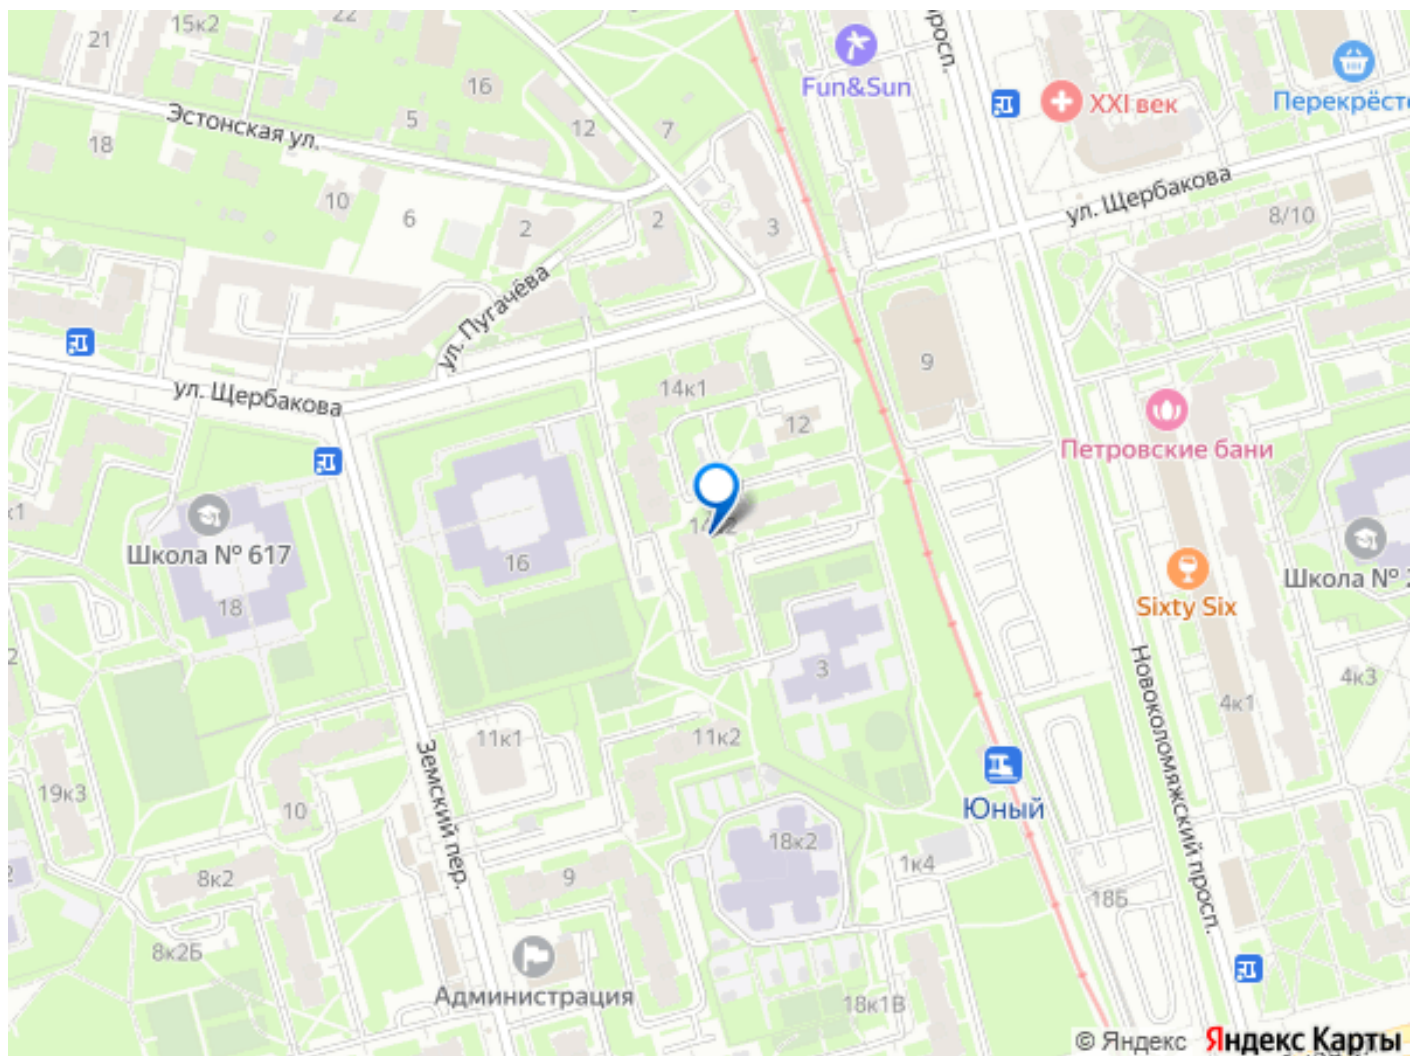 22
15к2
21
Fun&Sun
просп.
XXI век
Перекрёст
16
5
12
7
Эстонская ул.
18
10
6
2
2
3
ул. Щербакова
8/10
ул. Пугачёва
9
14к1
ул. Щербакова
12
Петровские бани
Школа № 617
16
18
Школа №
Sixty Six
3
4к3
4к1
Новоколомяжский просп.
11к1
11к2
19к3
10
Земский пер.
Юный
18к2
1к4
8к2
9
18Б
8к2Б
Администрация
18к1В
© Яндекс Яндекс Карты